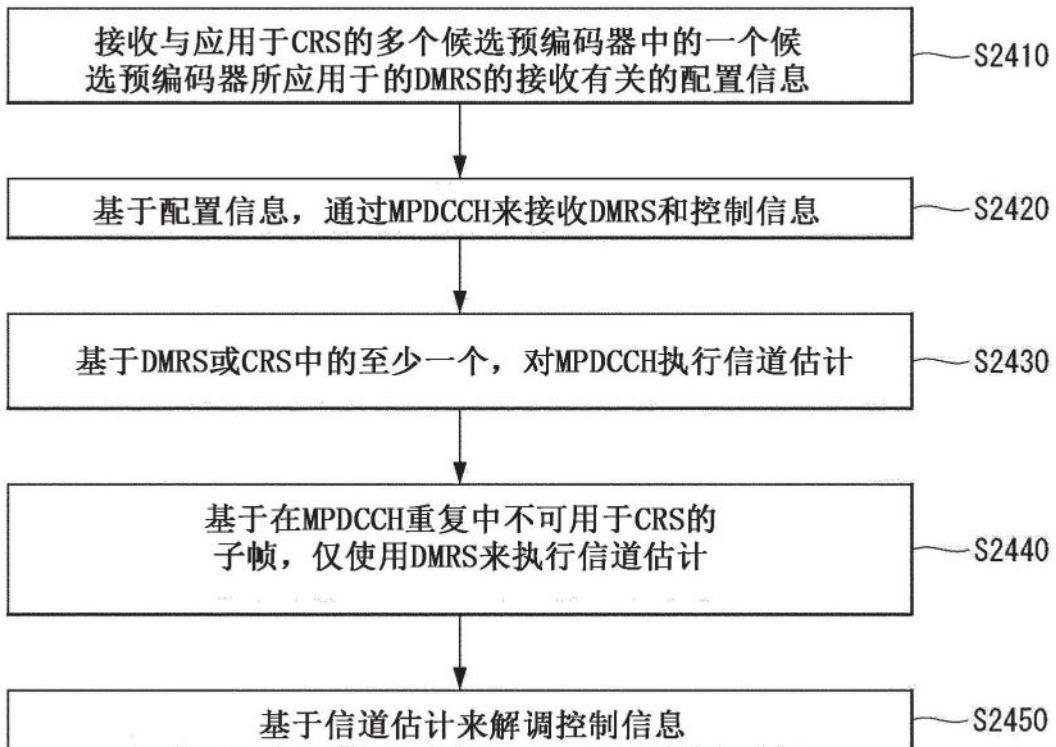 接收与应用于CRS的多个候选预编码器中的一个候
选预编码器所应用于的DMRS的接收有关的配置信息
S2410
基于配置信息，通过MPDCCH来接收DMRS和控制信息
S2420
基于DMRS或CRS中的至少一个，对MPDCCH执行信道估计
S2430
基于在MPDCCH重复中不可用于CRS的
子帧，仅使用DMRS来执行信道估计
S2440
基于信道估计来解调控制信息
S2450